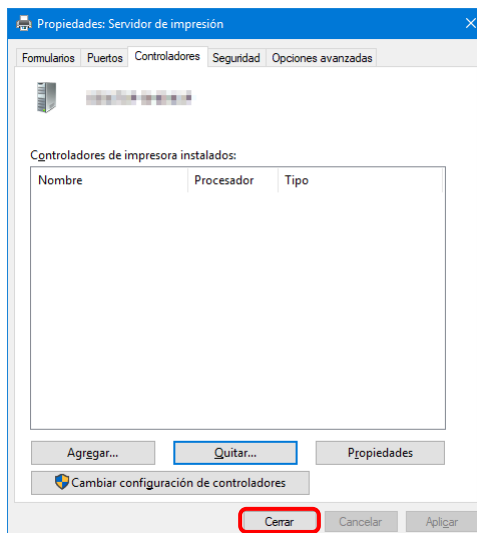 Propiedades: Servidor de impresión
Formularios Puertos Controladores Seguridad Opciones avanzadas
Controladores de impresora instalados:
Nombre Procesador Tipo
Agregar... Quitar... Propiedades
Cambiar configuración de controladores
Cerrar Cancelar Aplicar